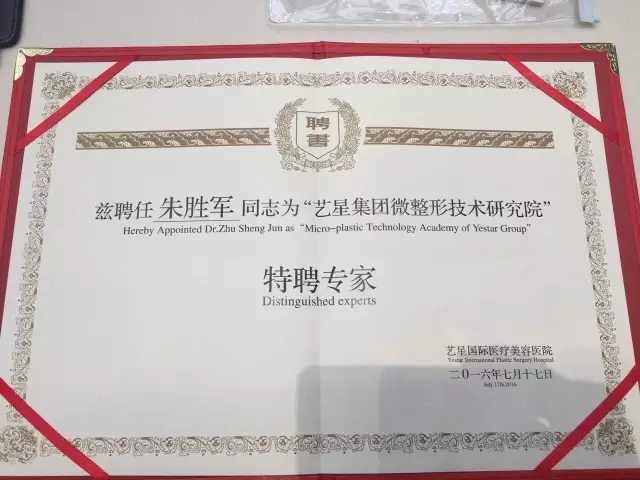 聘書
兹聘任 朱胜军 同志为“艺星集团微整形技术研究院”
Hereby Appointed Dr.Zhu Sheng Jun as “Micro-plastic Technology Academy of Yestar Group”
特聘专家
Distinguished experts
艺星国际医疗美容医院
Yestar International Plastic Surgery Hospital
二〇一六年七月十七日
July,17th,2016